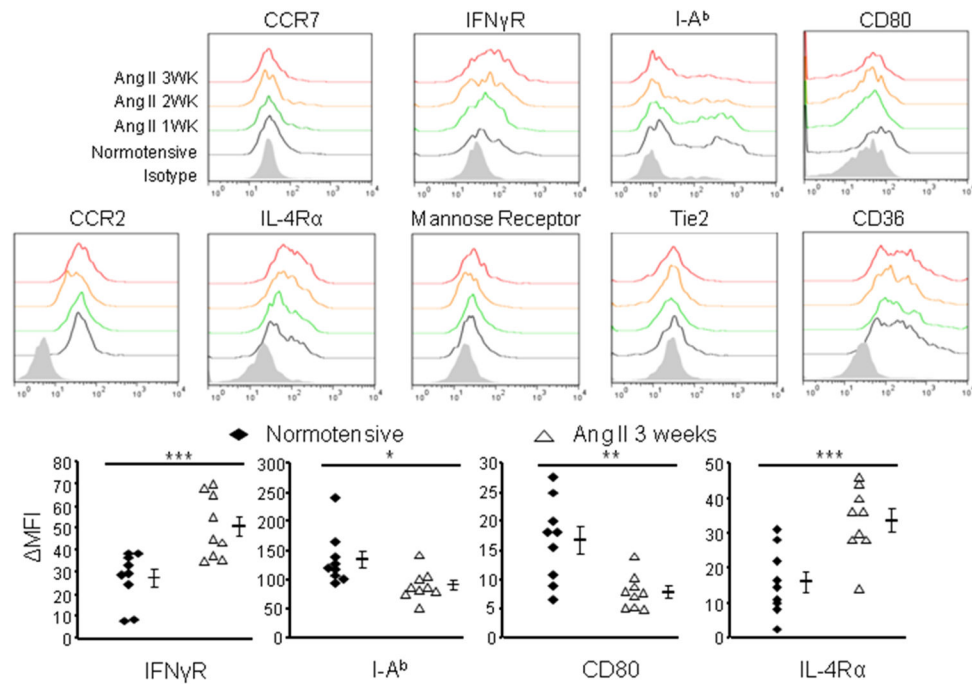 CCR7 IFNγR I-Aᵇ CD80
Ang II 3WK
Ang II 2WK
Ang II 1WK
Normotensive
Isotype
10⁰ 10¹ 10² 10³ 10⁴ 10⁰ 10¹ 10² 10³ 10⁴ 10⁰ 10¹ 10² 10³ 10⁴ 10⁰ 10¹ 10² 10³ 10⁴
CCR2 IL-4Rα Mannose Receptor Tie2 CD36
10⁰ 10¹ 10² 10³ 10⁴ 10⁰ 10¹ 10² 10³ 10⁴ 10⁰ 10¹ 10² 10³ 10⁴ 10⁰ 10¹ 10² 10³ 10⁴ 10⁰ 10¹ 10² 10³ 10⁴
◆ Normotensive △ Ang II 3 weeks
*** * ** ***
ΔMFI
80 70 60 50 40 30 20 10 0
300 250 200 150 100 50 0
30 25 20 15 10 5 0
50 40 30 20 10 0
IFNγR I-Aᵇ CD80 IL-4Rα